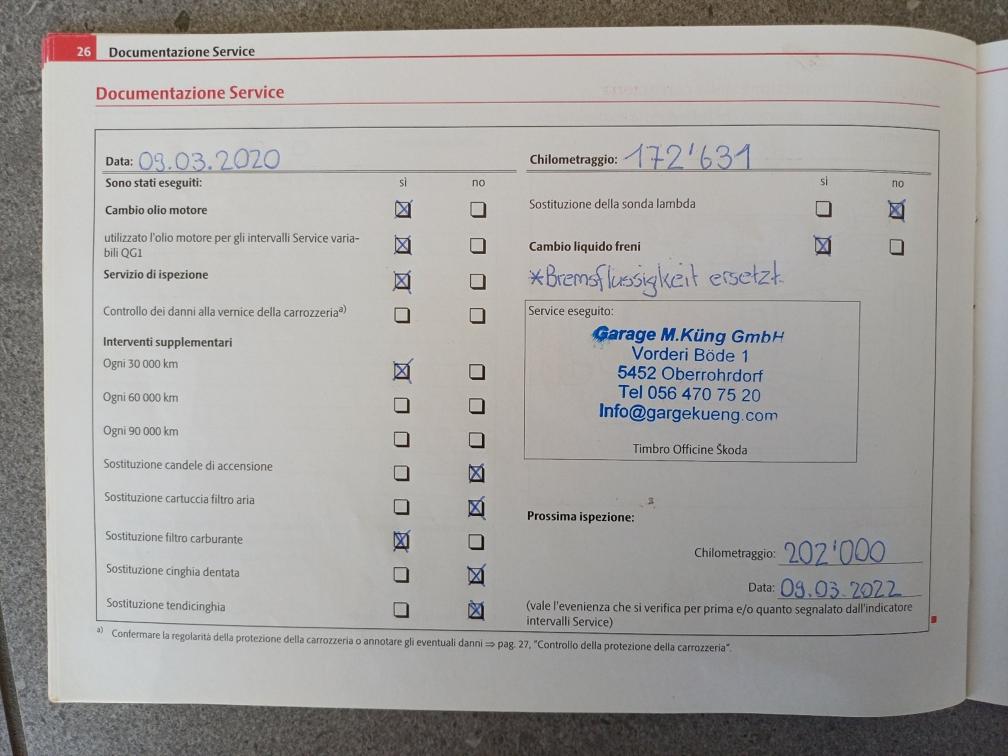 26 Documentazione Service
Documentazione Service
Data: 09.03.2020
Sono stati eseguiti: sì no
Cambio olio motore
utilizzato l'olio motore per gli intervalli Service varia-
bili QG1
Servizio di ispezione
Controllo dei danni alla vernice della carrozzeria a)
Interventi supplementari
Ogni 30 000 km
Ogni 60 000 km
Ogni 90 000 km
Sostituzione candele di accensione
Sostituzione cartuccia filtro aria
Sostituzione filtro carburante
Sostituzione cinghia dentata
Sostituzione tendicinghia
Chilometraggio: 172'631
sì no
Sostituzione della sonda lambda
Cambio liquido freni
*Bremsflüssigkeit ersetzt.
Service eseguito:
Garage M.Küng GmbH
Vorderi Böde 1
5452 Oberrohrdorf
Tel 056 470 75 20
Info@gargekueng.com
Timbro Officine Škoda
Prossima ispezione:
Chilometraggio: 202'000
Data: 09.03.2022
(vale l'evenienza che si verifica per prima e/o quanto segnalato dall'indicatore
intervalli Service)
a) Confermare la regolarità della protezione della carrozzeria o annotare gli eventuali danni ⇒ pag. 27, "Controllo della protezione della carrozzeria".